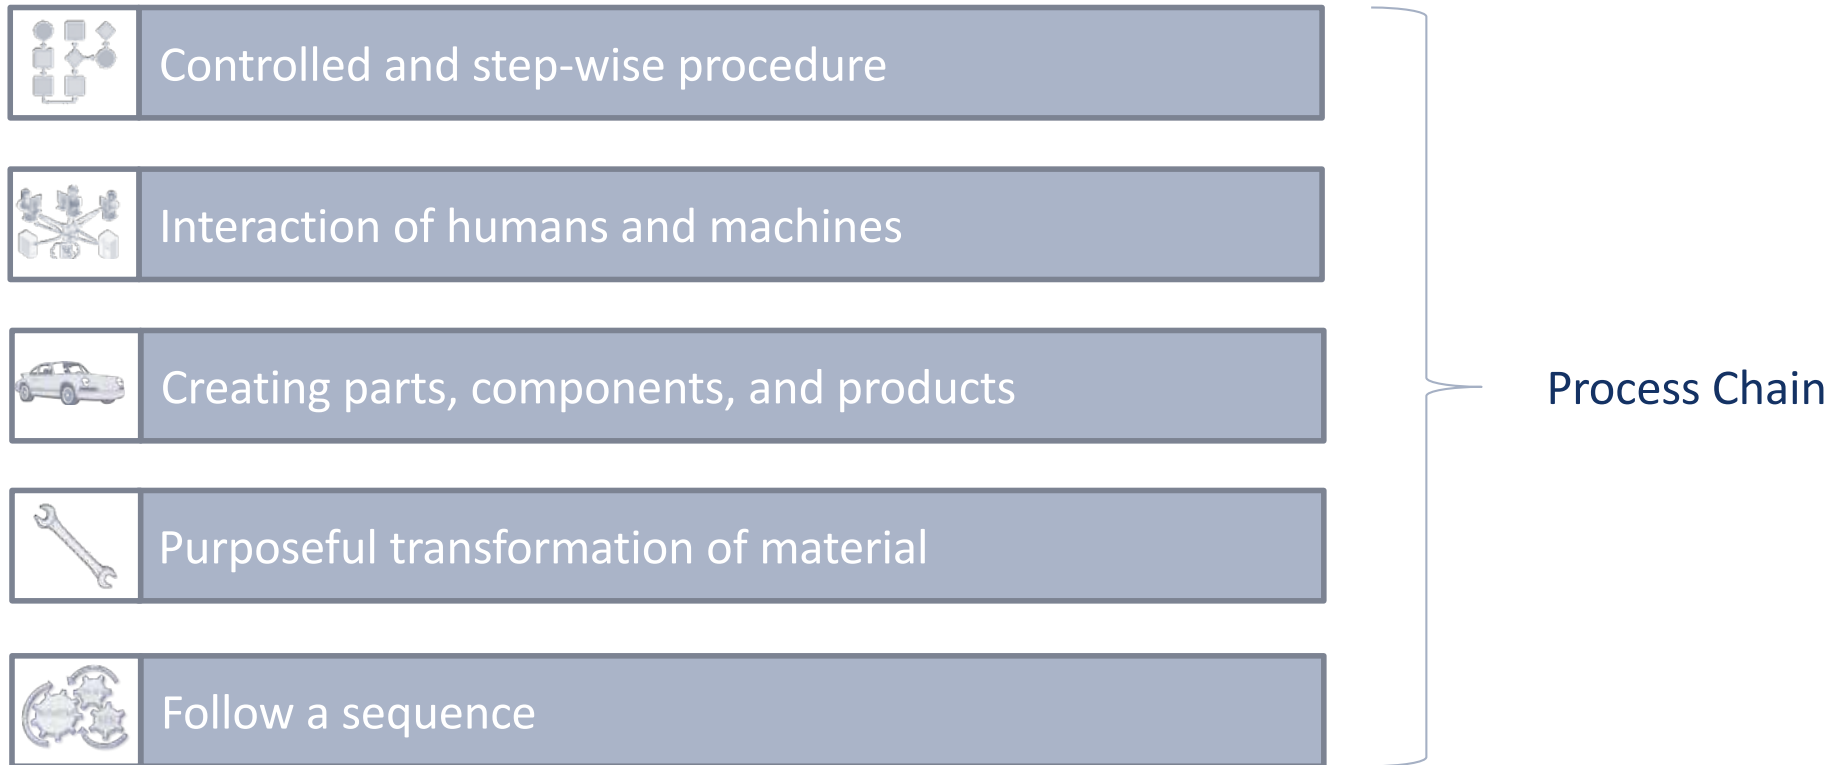 Controlled and step-wise procedure
Interaction of humans and machines
Creating parts, components, and products
Process Chain
Purposeful transformation of material
Follow a sequence